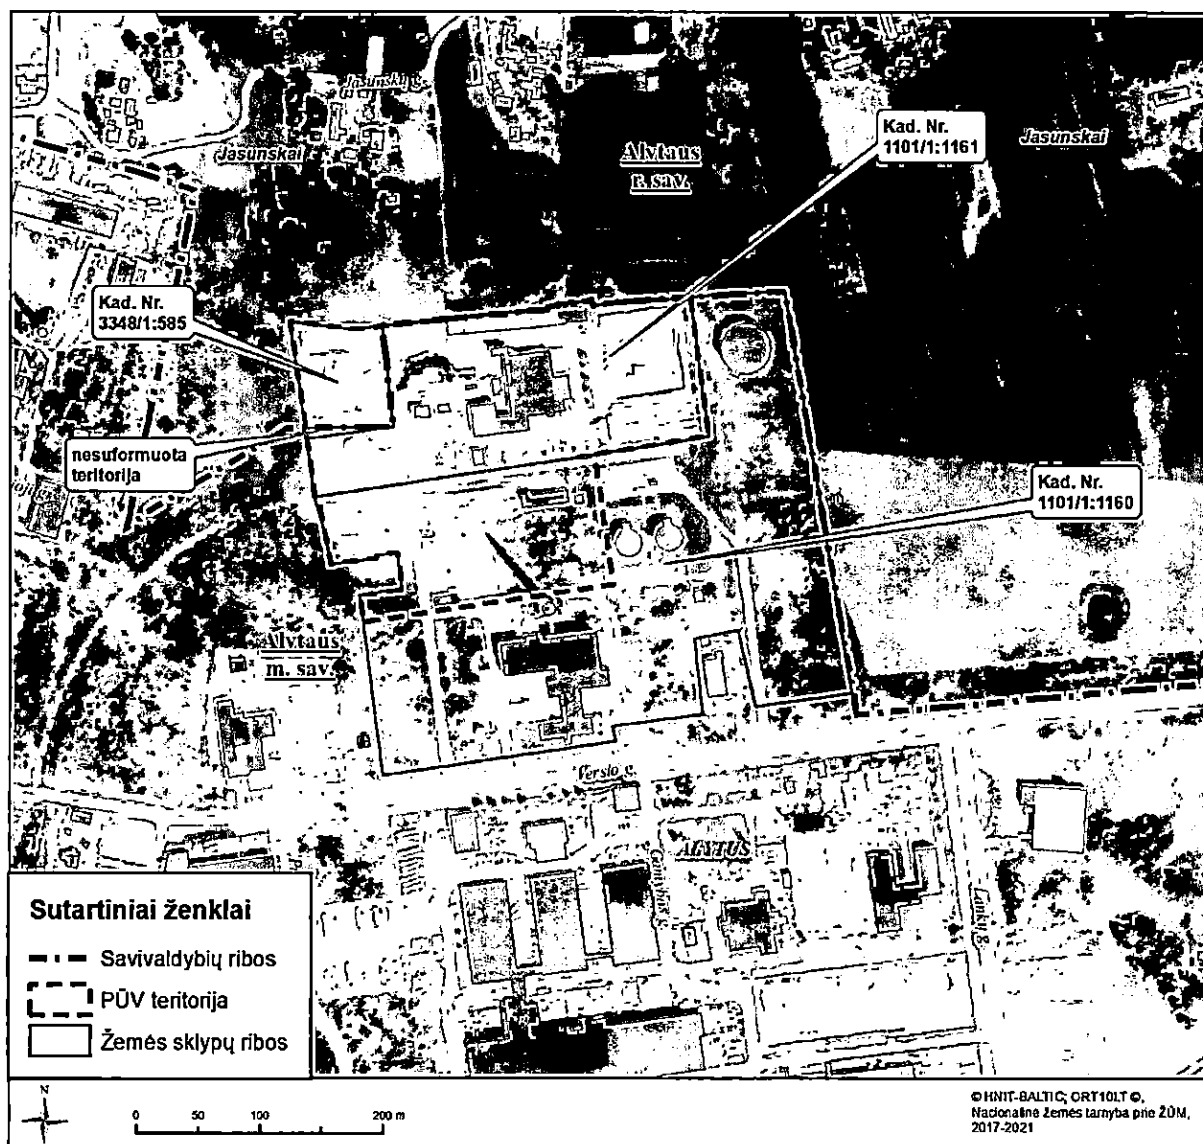 Jasunskų g.
Jasunskai
Alytaus
r. sav.
Kad. Nr.
1101/1:1161
Jasunskai
Kad. Nr.
3348/1:585
nesuformuota
teritorija
Kad. Nr.
1101/1:1160
Alytaus
m. sav.
Verslo g.
ALYTUS
Sutartiniai ženklai
Savivaldybių ribos
PŪV teritorija
Žemės sklypų ribos
N
0 50 100 200 m
© HNIT-BALTIC; ORT10LT ©,
Nacionalinė žemės tarnyba prie ŽŪM,
2017-2021